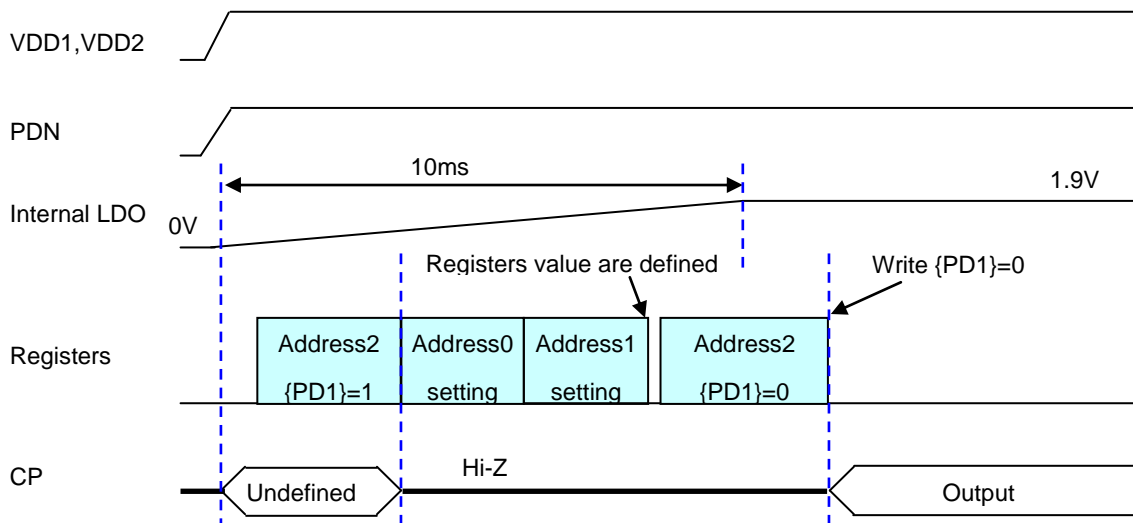 VDD1,VDD2
PDN
10ms
1.9V
Internal LDO
0V
Registers value are defined
Write {PD1}=0
Registers
Address2
{PD1}=1
Address0
setting
Address1
setting
Address2
{PD1}=0
CP
Undefined
Hi-Z
Output